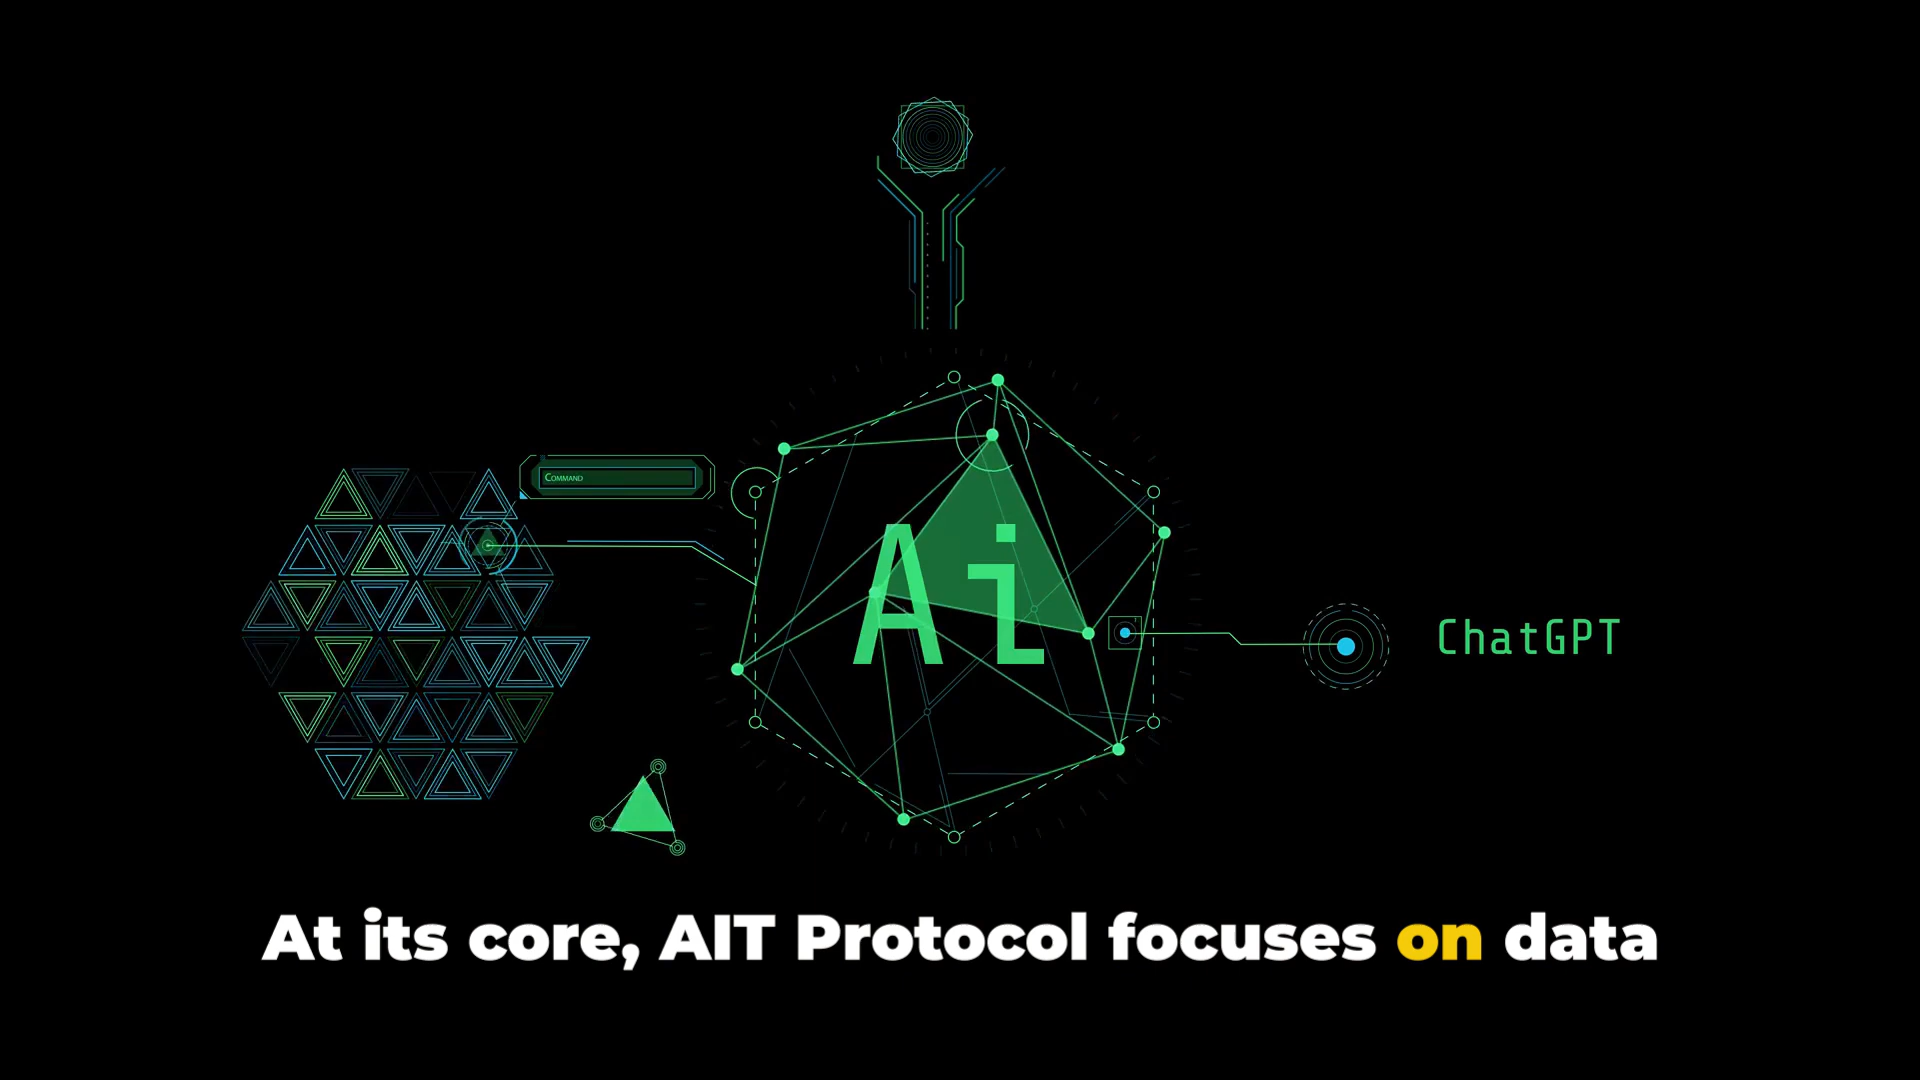 Command
Ai
ChatGPT
At its core, AIT Protocol focuses on data